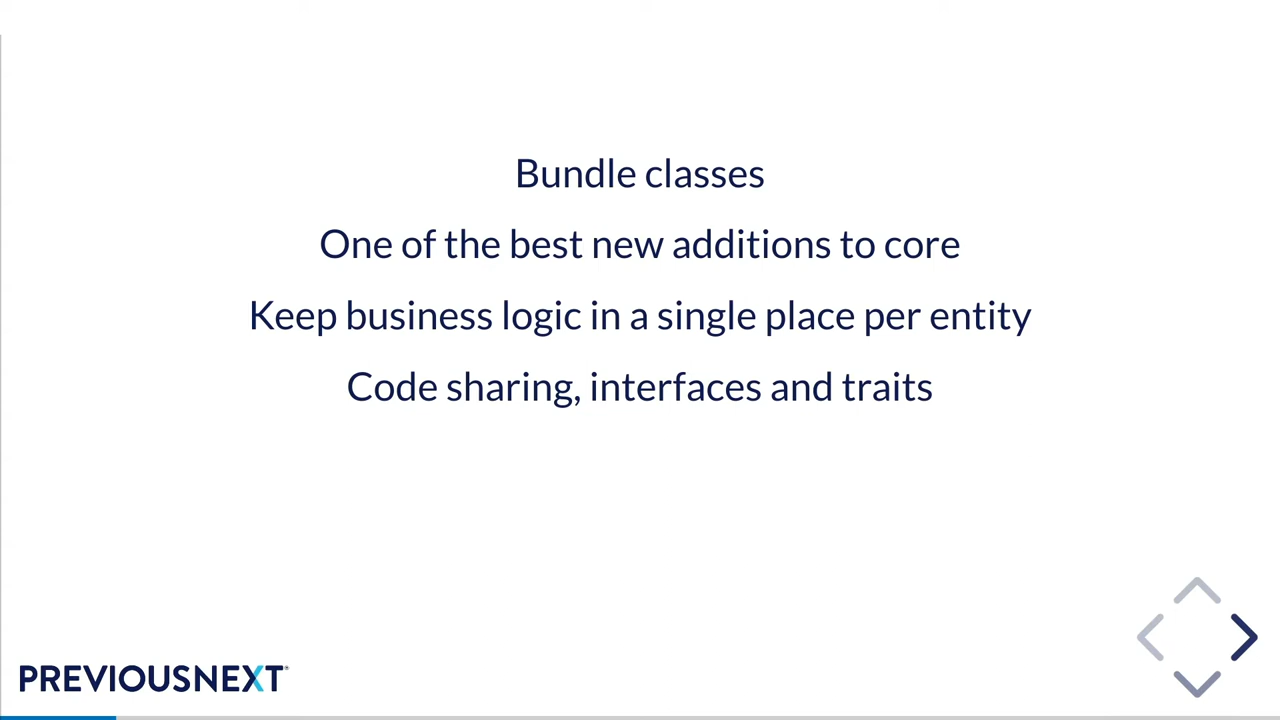 Bundle classes
One of the best new additions to core
Keep business logic in a single place per entity
Code sharing, interfaces and traits
PREVIOUSNEXT